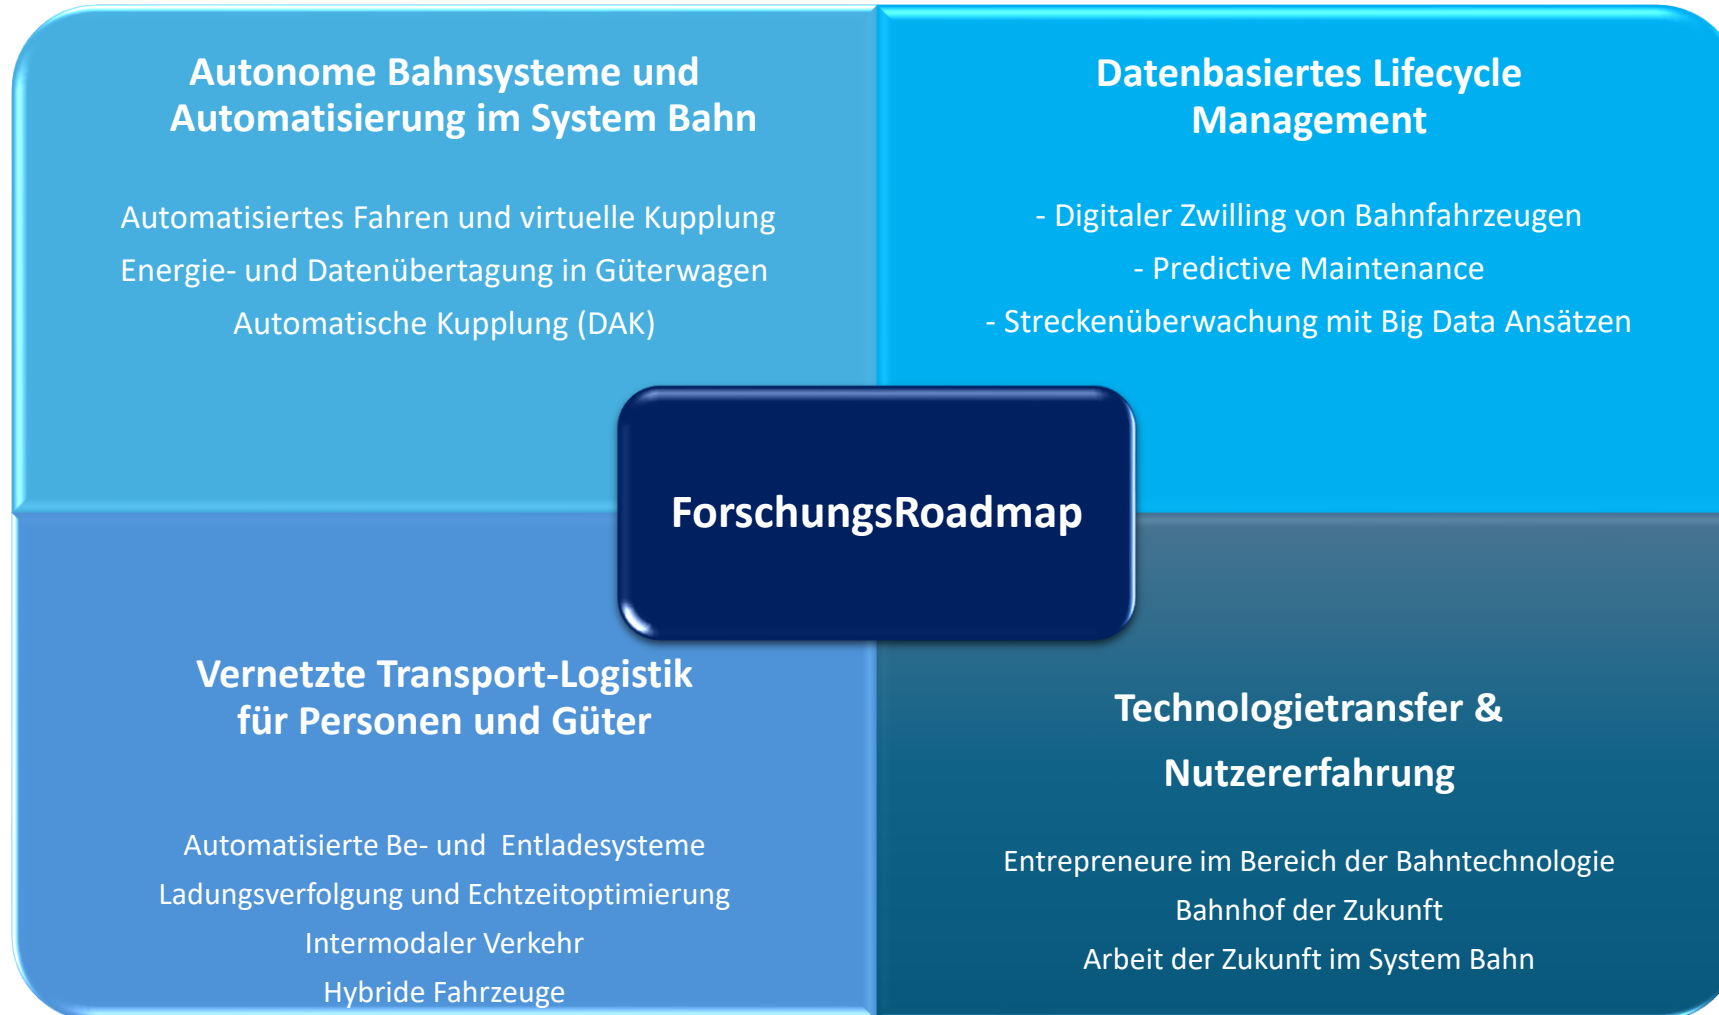 Autonome Bahnsysteme und
Automatisierung im System Bahn
Automatisiertes Fahren und virtuelle Kupplung
Energie- und Datenübertagung in Güterwagen
Automatische Kupplung (DAK)
Datenbasiertes Lifecycle
Management
- Digitaler Zwilling von Bahnfahrzeugen
- Predictive Maintenance
- Streckenüberwachung mit Big Data Ansätzen
ForschungsRoadmap
Vernetzte Transport-Logistik
für Personen und Güter
Automatisierte Be- und  Entladesysteme
Ladungsverfolgung und Echtzeitoptimierung
Intermodaler Verkehr
Hybride Fahrzeuge
Technologietransfer &
Nutzererfahrung
Entrepreneure im Bereich der Bahntechnologie
Bahnhof der Zukunft
Arbeit der Zukunft im System Bahn